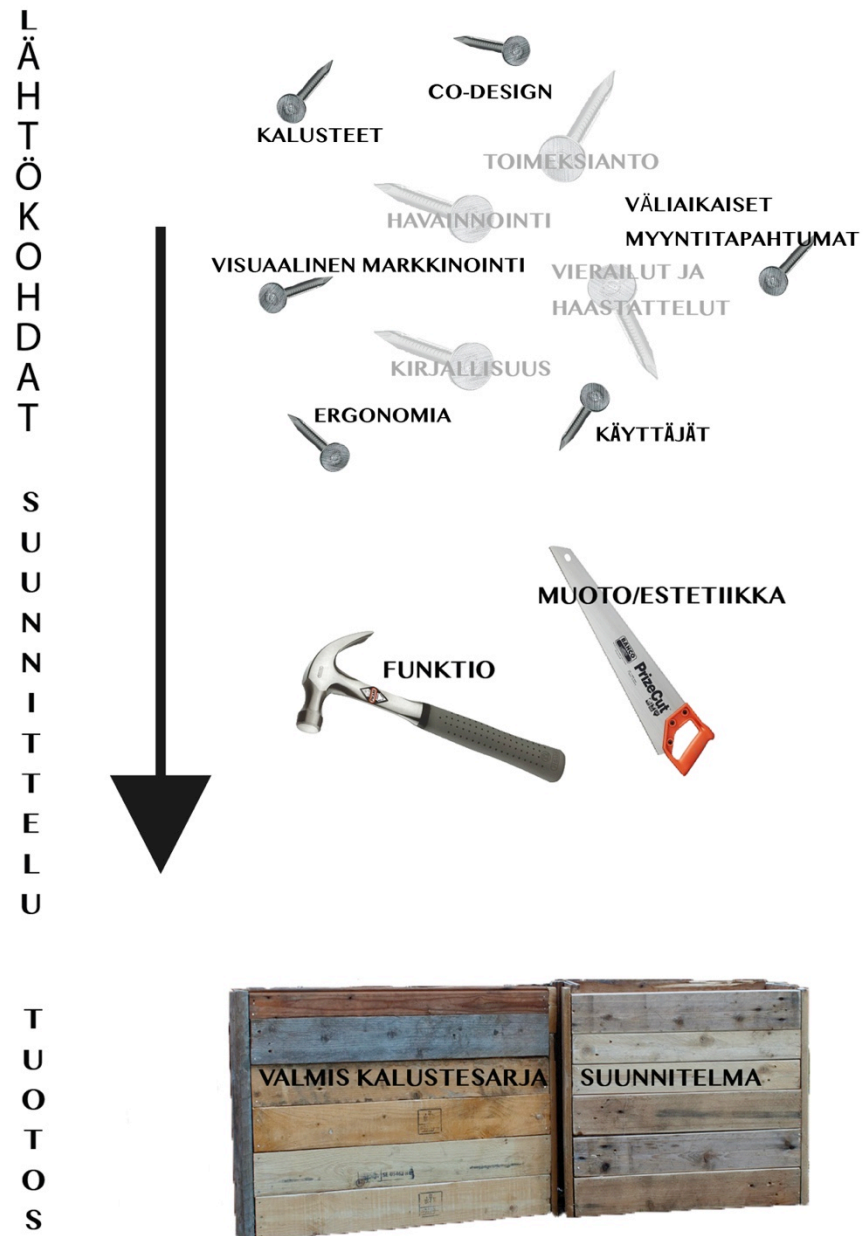 LÄHTÖKOHDAT
CO-DESIGN
KALUSTEET
TOIMEKSIANTO
HAVAINNOINTI
VÄLIAIKAISET
MYYNTITAPAHTUMAT
VISUAALINEN MARKKINOINTI
VIERAILUT JA
HAASTATTELUT
KIRJALLISUUS
ERGONOMIA
KÄYTTÄJÄT
SUUNNITTELU
MUOTO/ESTETIIKKA
FUNKTIO
BAHCO
PrizeCut
TUOTOS
VALMIS KALUSTESARJA
SUUNNITELMA